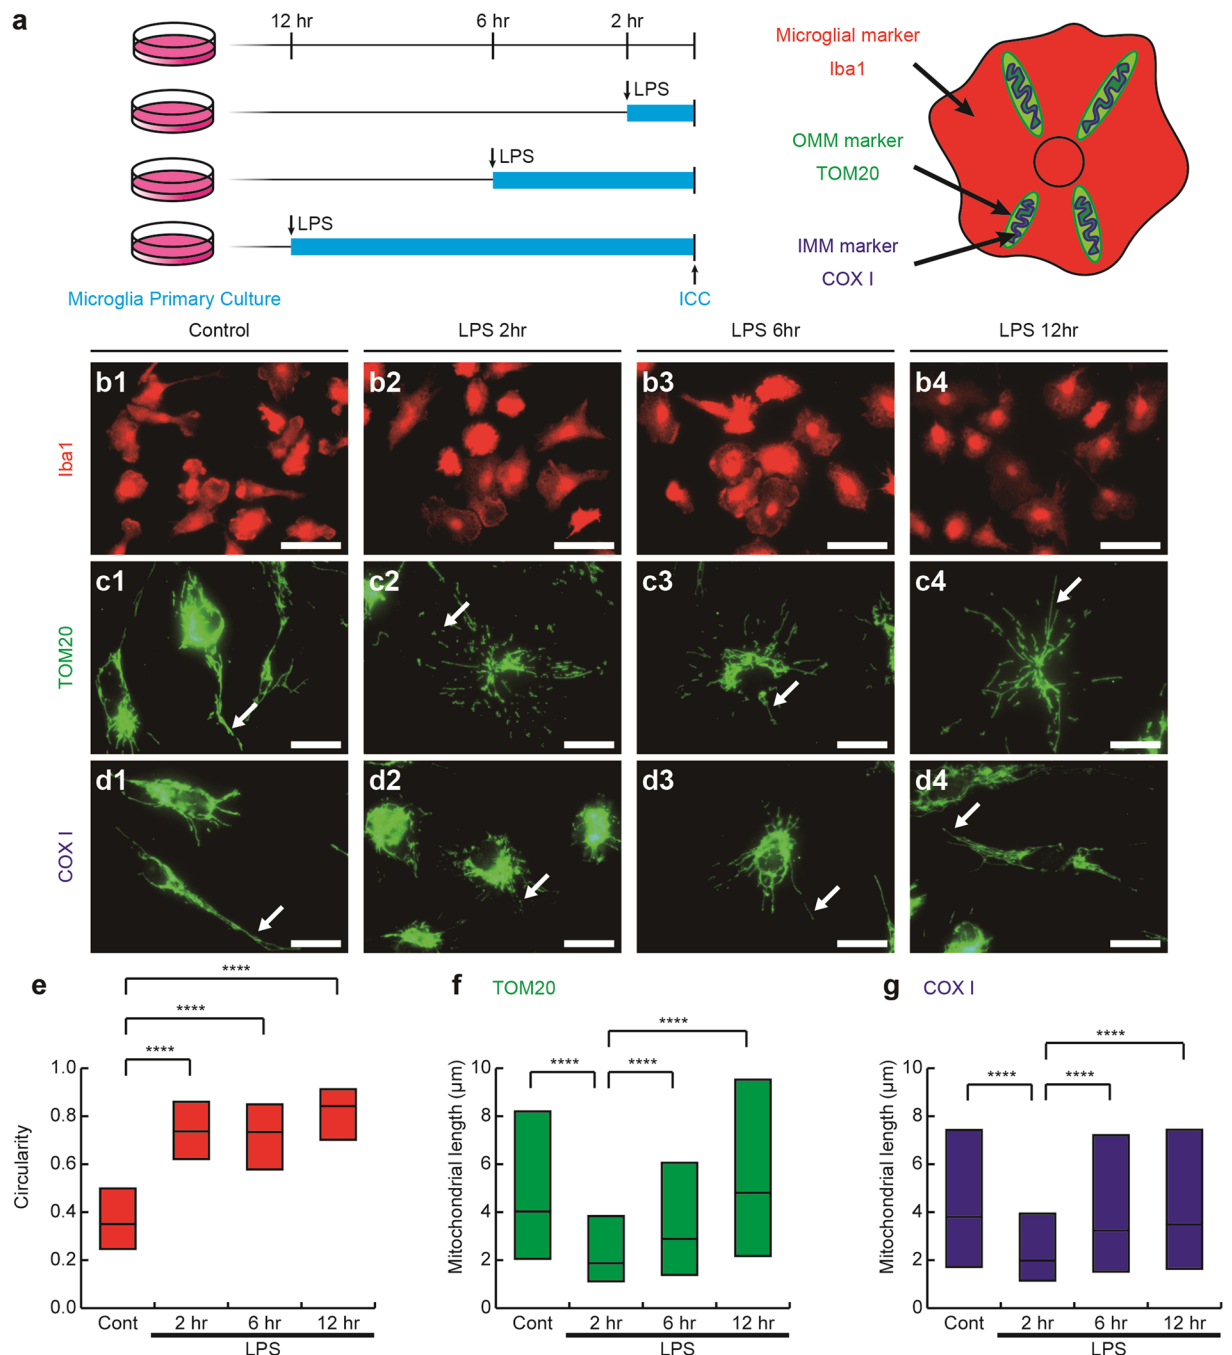 a
12 hr 6 hr 2 hr
LPS
LPS
LPS
Microglia Primary Culture
ICC
Microglial marker
Iba1
OMM marker
TOM20
IMM marker
COX I
Control LPS 2hr LPS 6hr LPS 12hr
Iba1
b1 b2 b3 b4
TOM20
c1 c2 c3 c4
COX I
d1 d2 d3 d4
e
****
****
****
Circularity
1.0
0.8
0.6
0.4
0.2
0.0
Cont 2 hr 6 hr 12 hr
LPS
f TOM20
****
**** ****
Mitochondrial length (μm)
10
8
6
4
2
0
Cont 2 hr 6 hr 12 hr
LPS
g COX I
****
**** ****
Mitochondrial length (μm)
10
8
6
4
2
0
Cont 2 hr 6 hr 12 hr
LPS